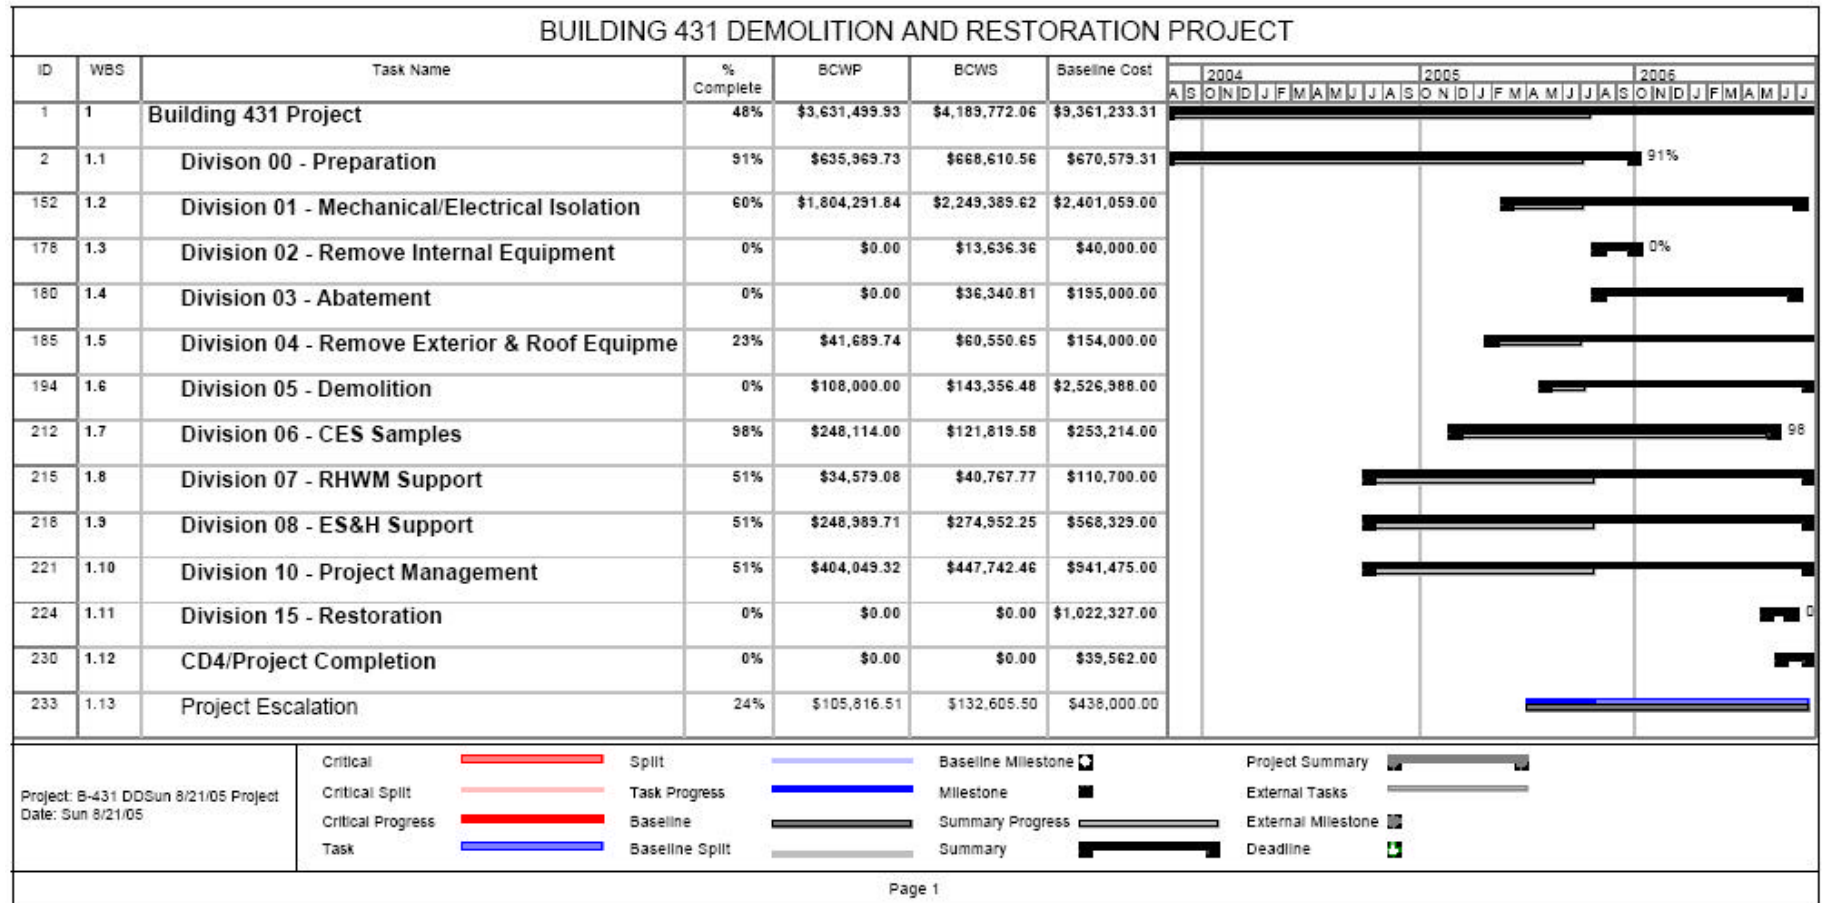 BUILDING 431 DEMOLITION AND RESTORATION PROJECT
ID WBS Task Name % Complete BCWP BCWS Baseline Cost
2004 2005 2006
A S O N D J F M A M J J A S O N D J F M A M J J A S O N D J F M A M J J
1 1 Building 431 Project 48% $3,631,499.93 $4,189,772.06 $9,361,233.31
2 1.1 Divison 00 - Preparation 91% $635,969.73 $668,610.56 $670,579.31 91%
152 1.2 Division 01 - Mechanical/Electrical Isolation 60% $1,804,291.84 $2,249,389.62 $2,401,059.00
178 1.3 Division 02 - Remove Internal Equipment 0% $0.00 $13,636.36 $40,000.00 0%
180 1.4 Division 03 - Abatement 0% $0.00 $36,340.81 $195,000.00
185 1.5 Division 04 - Remove Exterior & Roof Equipme 23% $41,689.74 $60,550.65 $154,000.00
194 1.6 Division 05 - Demolition 0% $108,000.00 $143,356.48 $2,526,988.00
212 1.7 Division 06 - CES Samples 98% $248,114.00 $121,819.58 $253,214.00 98
215 1.8 Division 07 - RHWM Support 51% $34,579.08 $40,767.77 $110,700.00
218 1.9 Division 08 - ES&H Support 51% $248,989.71 $274,952.25 $568,329.00
221 1.10 Division 10 - Project Management 51% $404,049.32 $447,742.46 $941,475.00
224 1.11 Division 15 - Restoration 0% $0.00 $0.00 $1,022,327.00 0
230 1.12 CD4/Project Completion 0% $0.00 $0.00 $39,562.00
233 1.13 Project Escalation 24% $105,816.51 $132,605.50 $438,000.00
Project: B-431 DDSun 8/21/05 Project
Date: Sun 8/21/05
Critical Split Baseline Milestone Project Summary
Critical Split Task Progress Milestone External Tasks
Critical Progress Baseline Summary Progress External Milestone
Task Baseline Split Summary Deadline
Page 1